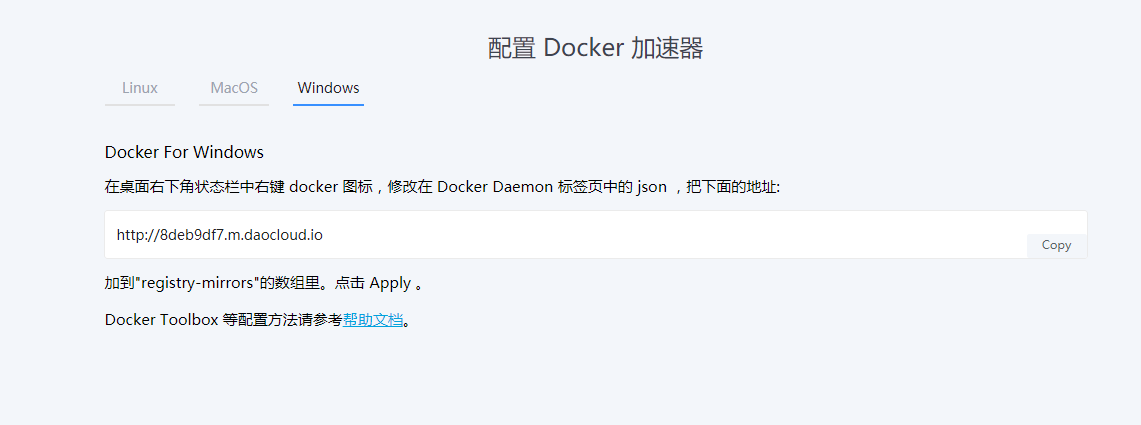 配置 Docker 加速器
Linux MacOS Windows
Docker For Windows
在桌面右下角状态栏中右键 docker 图标，修改在 Docker Daemon 标签页中的 json ，把下面的地址:
http://8deb9df7.m.daocloud.io
Copy
加到"registry-mirrors"的数组里。点击 Apply 。
Docker Toolbox 等配置方法请参考帮助文档。